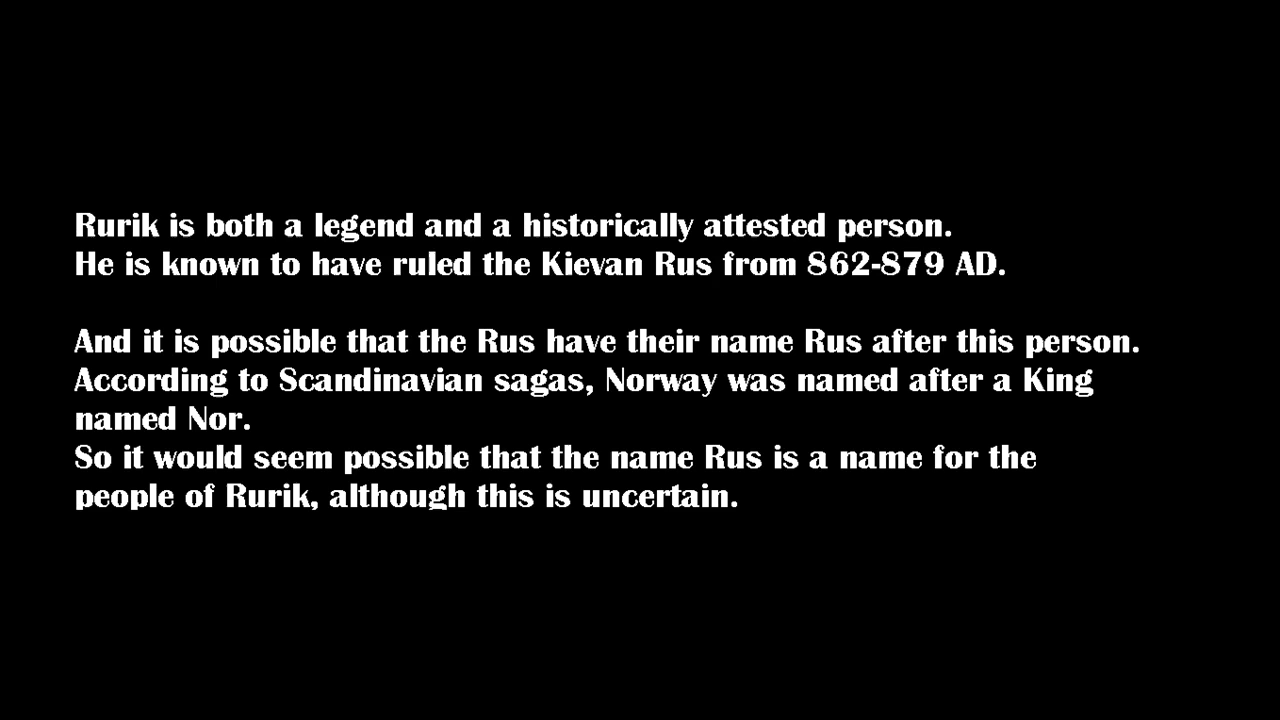 Rurik is both a legend and a historically attested person.
He is known to have ruled the Kievan Rus from 862-879 AD.
And it is possible that the Rus have their name Rus after this person.
According to Scandinavian sagas, Norway was named after a King
named Nor.
So it would seem possible that the name Rus is a name for the
people of Rurik, although this is uncertain.